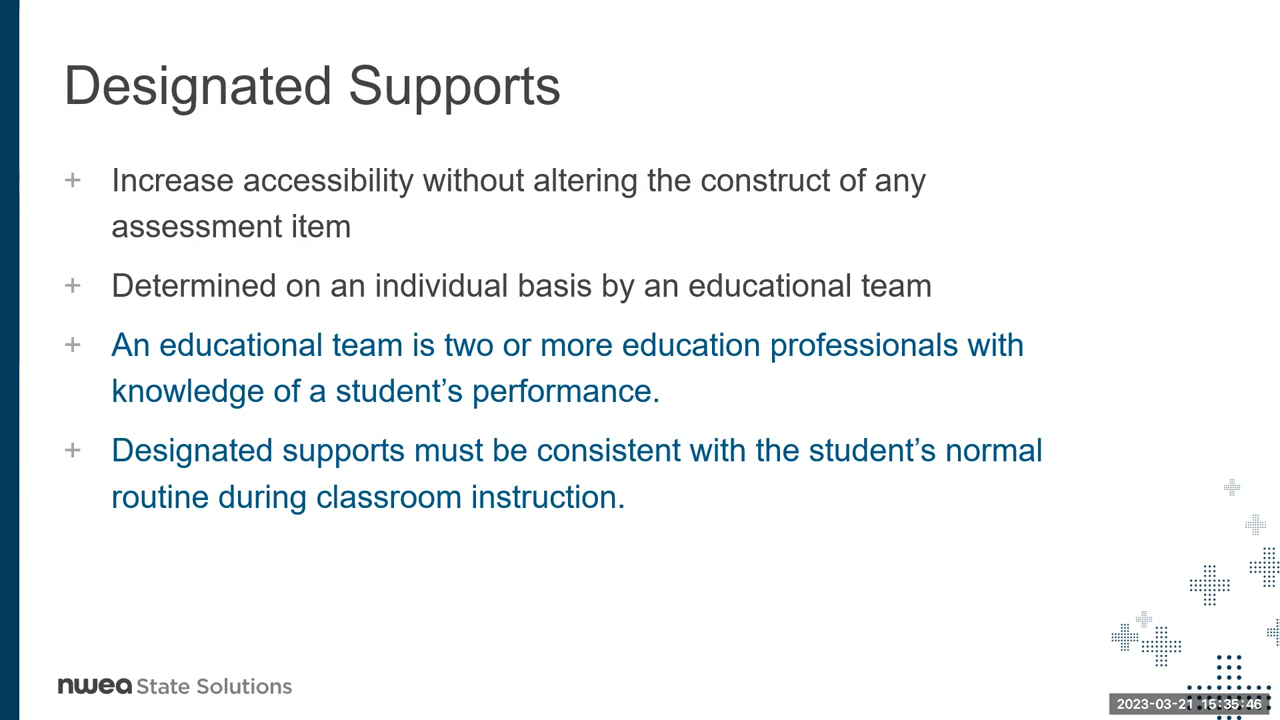 Designated Supports
+ Increase accessibility without altering the construct of any
assessment item
+ Determined on an individual basis by an educational team
+ An educational team is two or more education professionals with
knowledge of a student’s performance.
+ Designated supports must be consistent with the student’s normal
routine during classroom instruction.
nwea State Solutions
2023-03-21 15:35:46